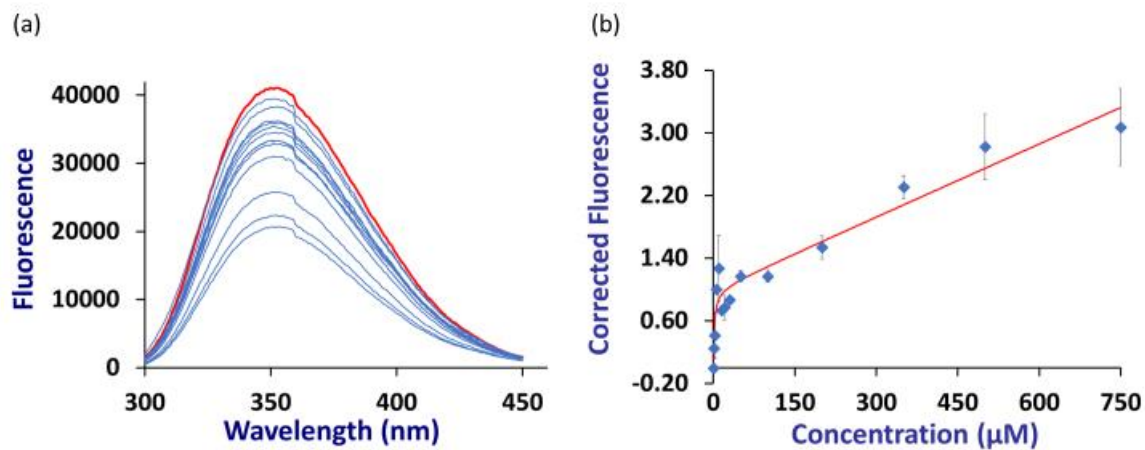 (a)
Fluorescence
40000
30000
20000
10000
0
300 350 400 450
Wavelength (nm)
(b)
Corrected Fluorescence
3.80
3.00
2.20
1.40
0.60
-0.20
0 150 300 450 600 750
Concentration (µM)